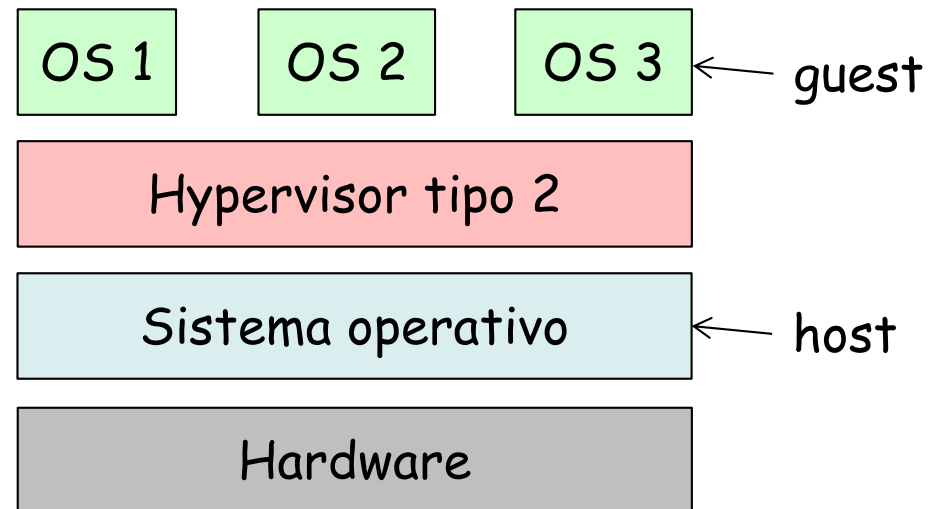 OS 1
OS 2
OS 3
guest
Hypervisor tipo 2
Sistema operativo
host
Hardware